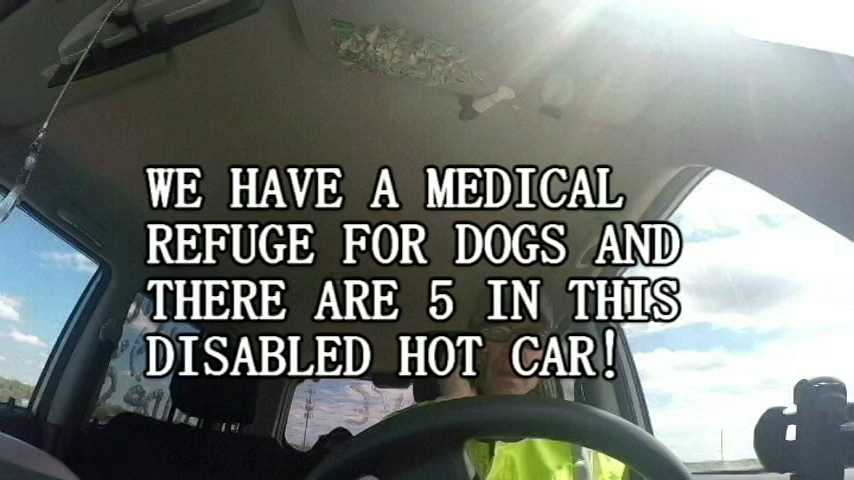 WE HAVE A MEDICAL
REFUGE FOR DOGS AND
THERE ARE 5 IN THIS
DISABLED HOT CAR!